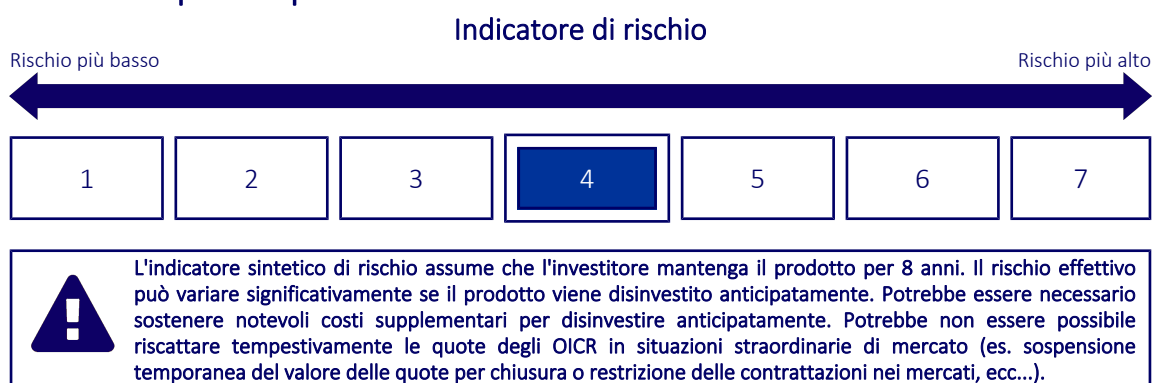 Indicatore di rischio
Rischio più basso Rischio più alto
1 2 3 4 5 6 7
L'indicatore sintetico di rischio assume che l'investitore mantenga il prodotto per 8 anni. Il rischio effettivo
può variare significativamente se il prodotto viene disinvestito anticipatamente. Potrebbe essere necessario
sostenere notevoli costi supplementari per disinvestire anticipatamente. Potrebbe non essere possibile
riscattare tempestivamente le quote degli OICR in situazioni straordinarie di mercato (es. sospensione
temporanea del valore delle quote per chiusura o restrizione delle contrattazioni nei mercati, ecc...).